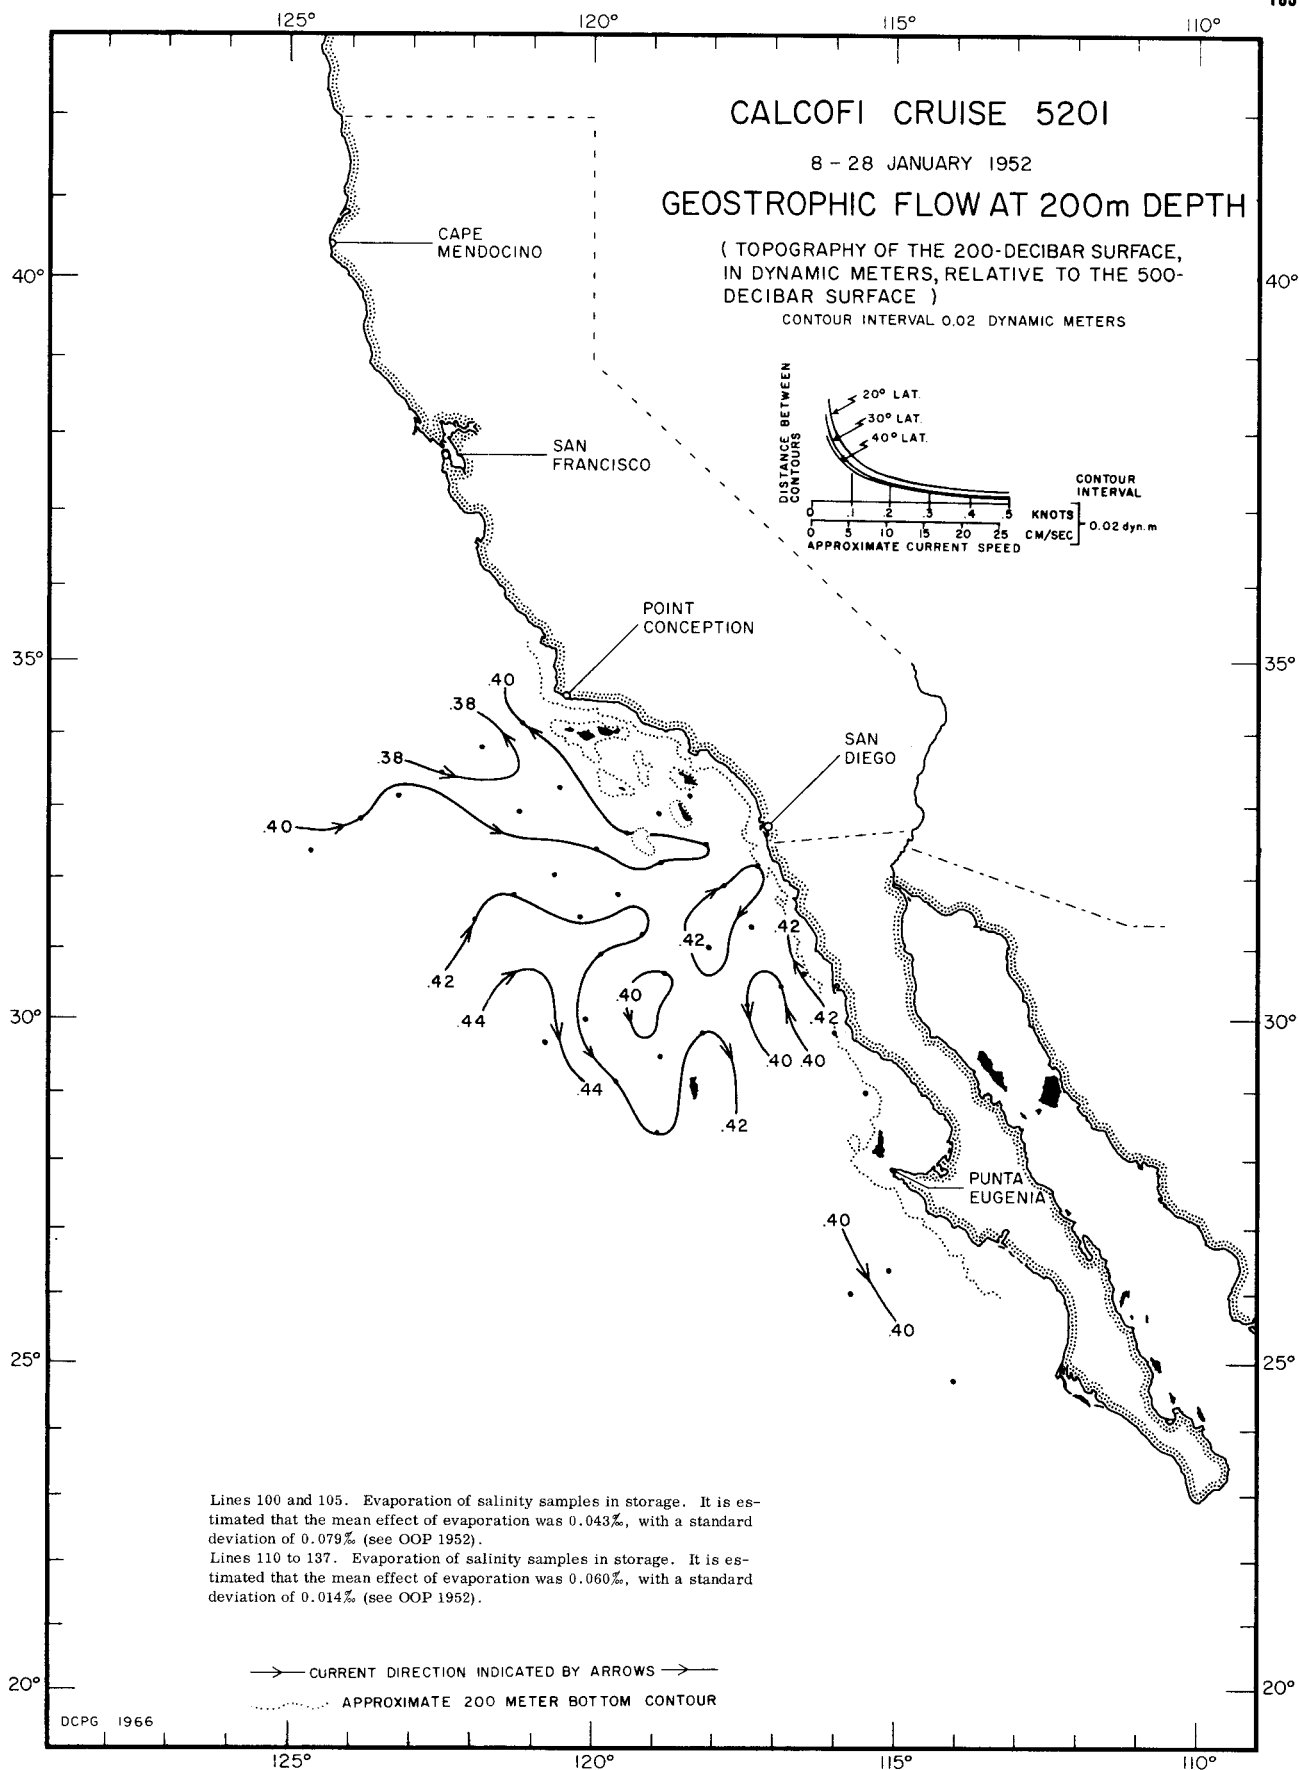 125° 120° 115° 110°
CALCOFI CRUISE 5201
8 – 28 JANUARY 1952
GEOSTROPHIC FLOW AT 200m DEPTH
( TOPOGRAPHY OF THE 200-DECIBAR SURFACE,
IN DYNAMIC METERS, RELATIVE TO THE 500-
DECIBAR SURFACE )
CONTOUR INTERVAL 0.02 DYNAMIC METERS
CAPE
MENDOCINO
40° 40°
DISTANCE BETWEEN
CONTOURS
20° LAT.
30° LAT.
40° LAT.
SAN
FRANCISCO
CONTOUR
INTERVAL
0 .1 .2 .3 .4 .5 KNOTS
0 5 10 15 20 25 CM/SEC
0.02 dyn.m
APPROXIMATE CURRENT SPEED
POINT
CONCEPTION
35° 35°
.40
.38
.38
SAN
DIEGO
.40
.42
.42
.42
.40
.44
.42
30° 30°
.40 .40
.44
.42
PUNTA
EUGENIA
.40
.40
25° 25°
Lines 100 and 105. Evaporation of salinity samples in storage. It is es-
timated that the mean effect of evaporation was 0.043‰, with a standard
deviation of 0.079‰ (see OOP 1952).
Lines 110 to 137. Evaporation of salinity samples in storage. It is es-
timated that the mean effect of evaporation was 0.060‰, with a standard
deviation of 0.014‰ (see OOP 1952).
CURRENT DIRECTION INDICATED BY ARROWS
20° 20°
APPROXIMATE 200 METER BOTTOM CONTOUR
DCPG 1966
125° 120° 115° 110°